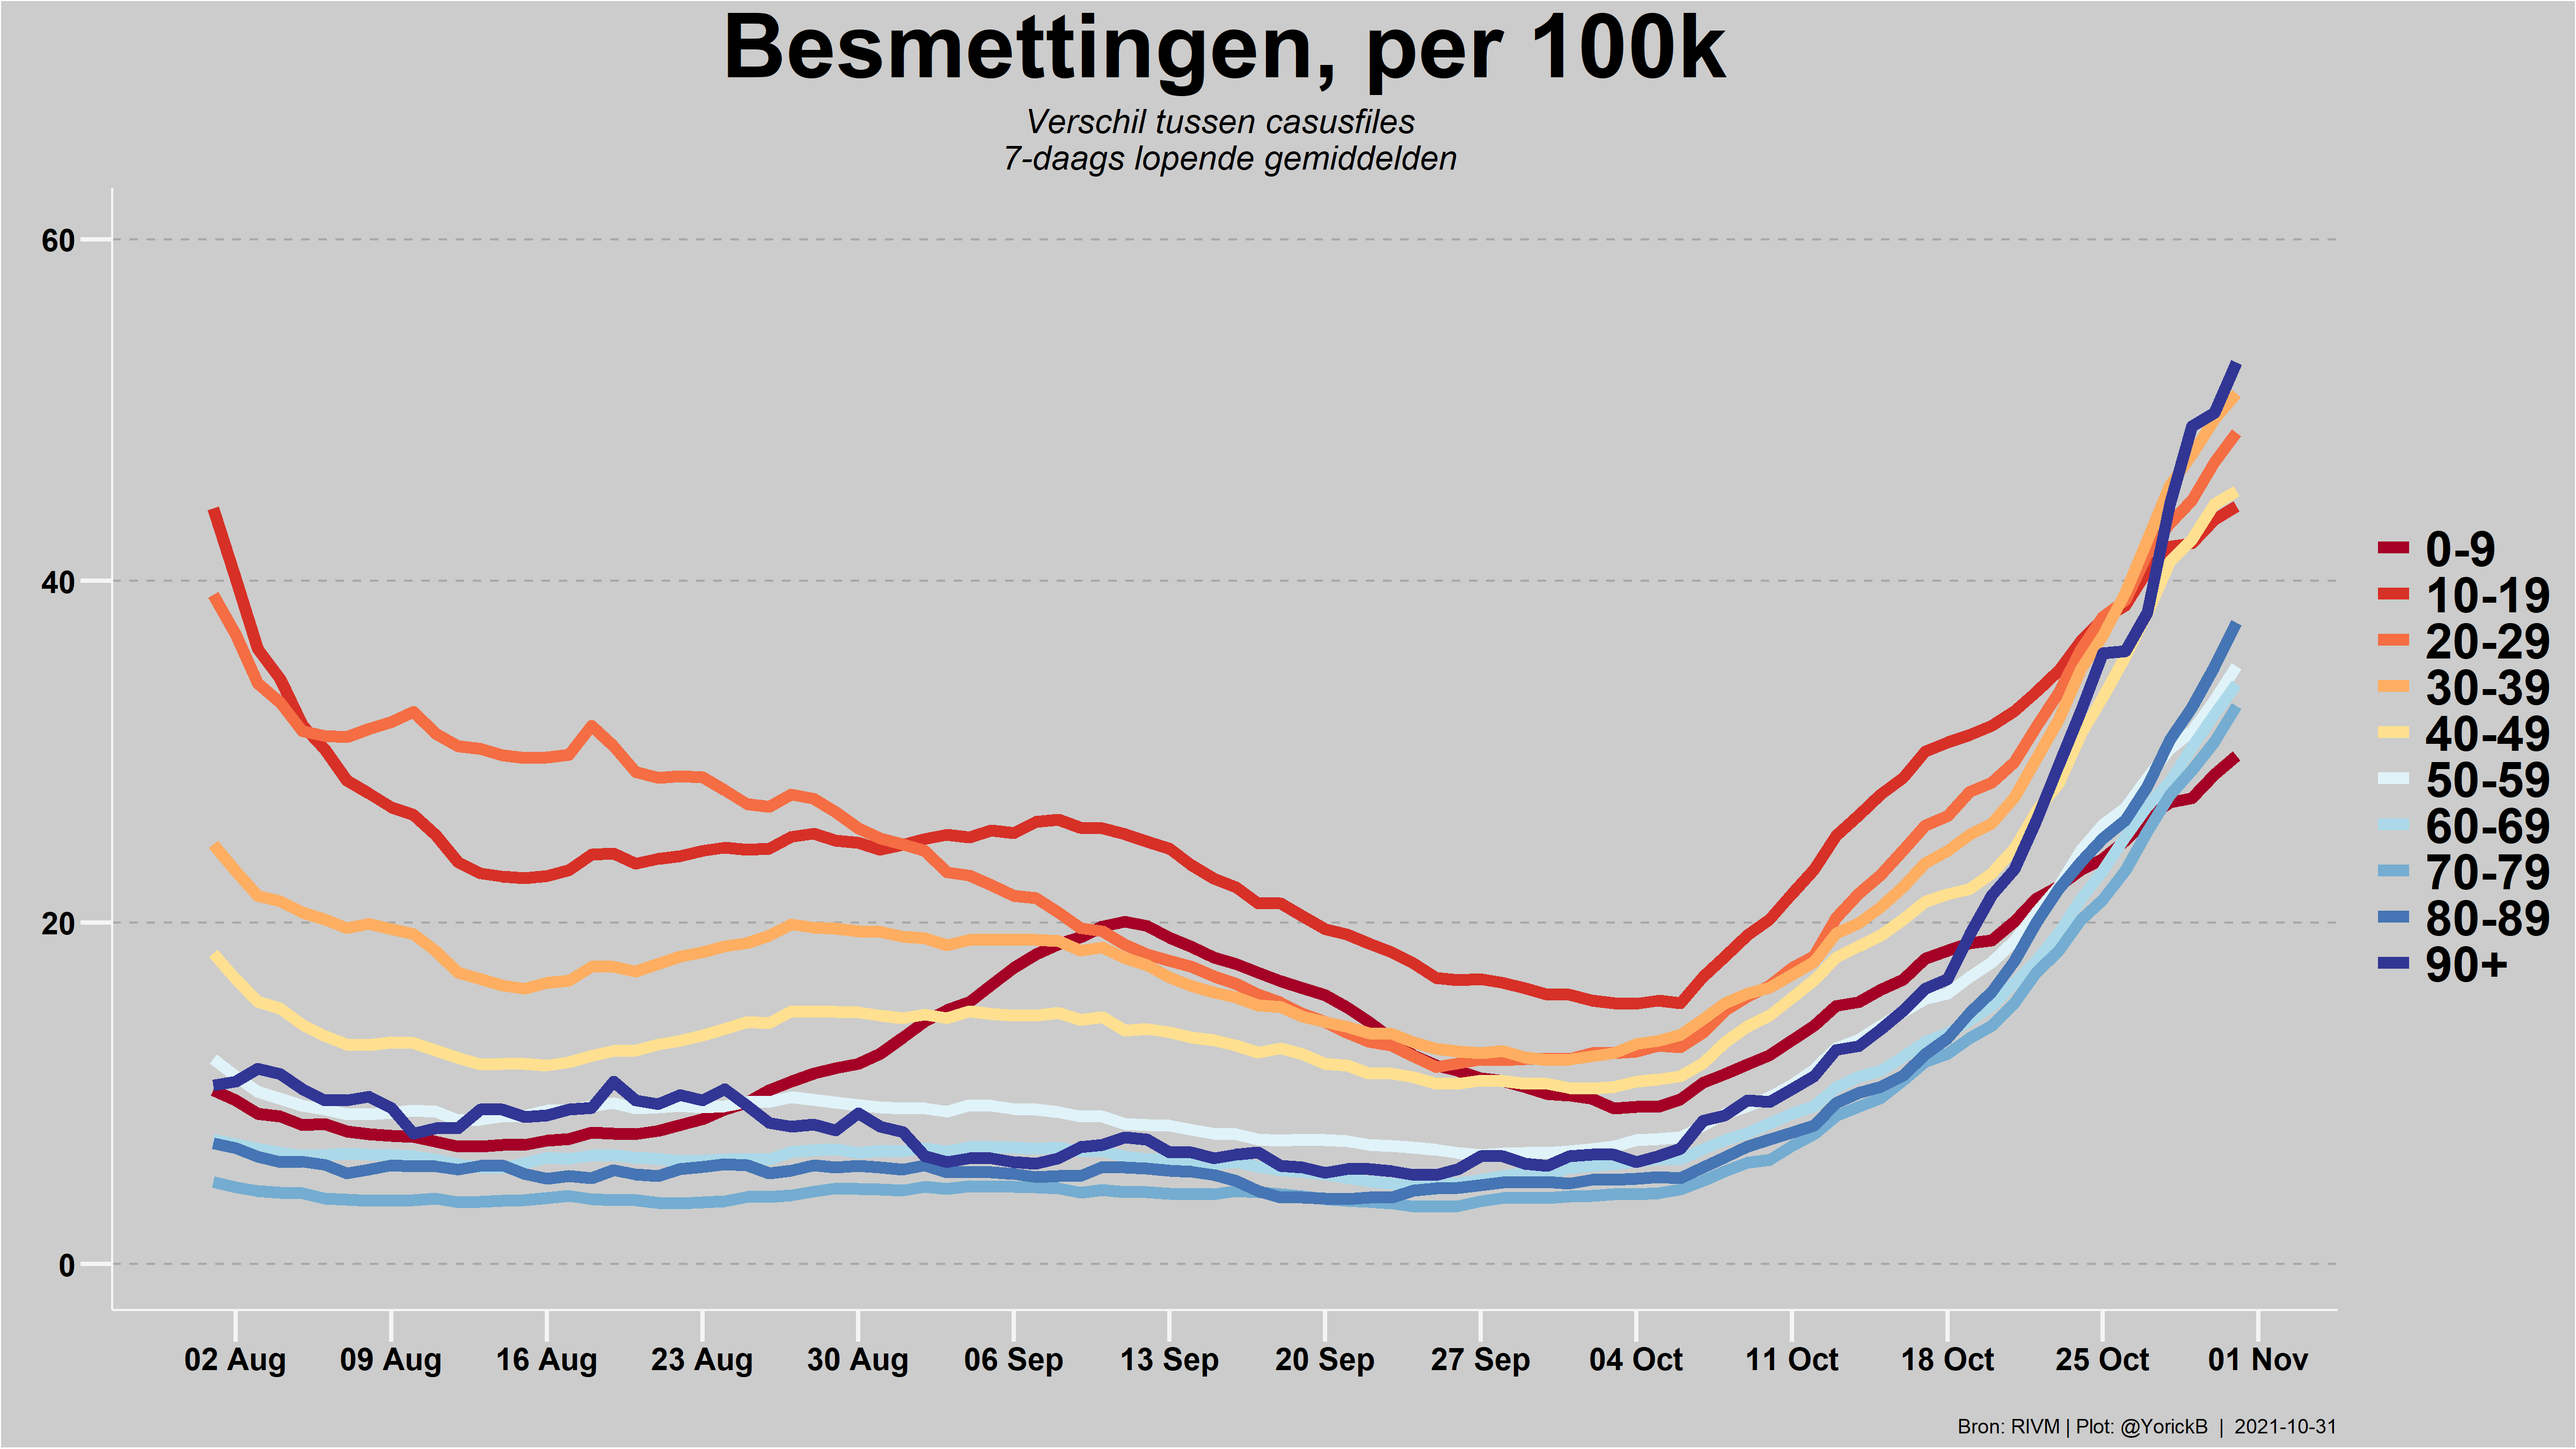 Besmettingen, per 100k
Verschil tussen casusfiles
7-daags lopende gemiddelden
60
40
20
0
02 Aug
09 Aug
16 Aug
23 Aug
30 Aug
06 Sep
13 Sep
20 Sep
27 Sep
04 Oct
11 Oct
18 Oct
25 Oct
01 Nov
0-9
10-19
20-29
30-39
40-49
50-59
60-69
70-79
80-89
90+
Bron: RIVM | Plot: @YorickB | 2021-10-31